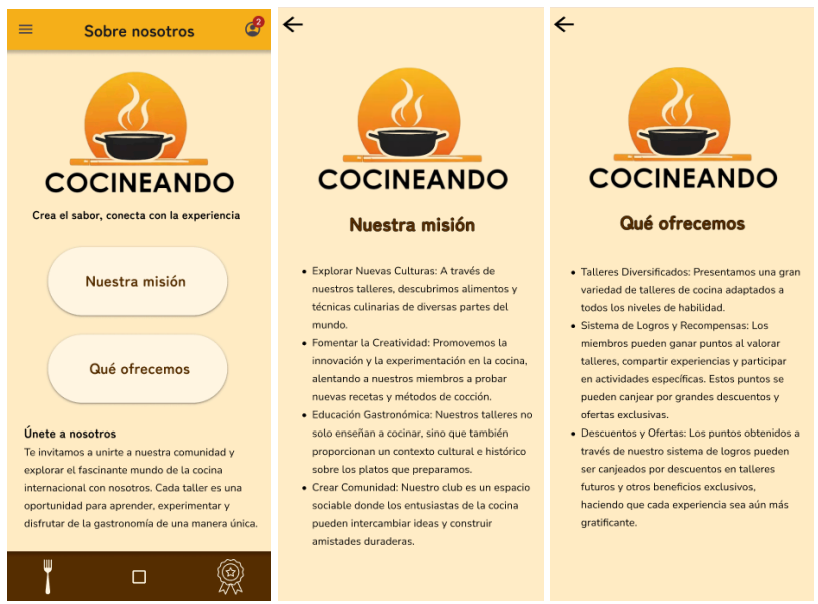 Sobre nosotros
2
COCINEANDO
Crea el sabor, conecta con la experiencia
Nuestra misión
Qué ofrecemos
Únete a nosotros
Te invitamos a unirte a nuestra comunidad y
explorar el fascinante mundo de la cocina
internacional con nosotros. Cada taller es una
oportunidad para aprender, experimentar y
disfrutar de la gastronomía de una manera única.
COCINEANDO
Nuestra misión
• Explorar Nuevas Culturas: A través de
nuestros talleres, descubrimos alimentos y
técnicas culinarias de diversas partes del
mundo.
• Fomentar la Creatividad: Promovemos la
innovación y la experimentación en la cocina,
alentando a nuestros miembros a probar
nuevas recetas y métodos de cocción.
• Educación Gastronómica: Nuestros talleres no
solo enseñan a cocinar, sino que también
proporcionan un contexto cultural e histórico
sobre los platos que preparamos.
• Crear Comunidad: Nuestro club es un espacio
sociable donde los entusiastas de la cocina
pueden intercambiar ideas y construir
amistades duraderas.
COCINEANDO
Qué ofrecemos
• Talleres Diversificados: Presentamos una gran
variedad de talleres de cocina adaptados a
todos los niveles de habilidad.
• Sistema de Logros y Recompensas: Los
miembros pueden ganar puntos al valorar
talleres, compartir experiencias y participar
en actividades específicas. Estos puntos se
pueden canjear por grandes descuentos y
ofertas exclusivas.
• Descuentos y Ofertas: Los puntos obtenidos a
través de nuestro sistema de logros pueden
ser canjeados por descuentos en talleres
futuros y otros beneficios exclusivos,
haciendo que cada experiencia sea aún más
gratificante.